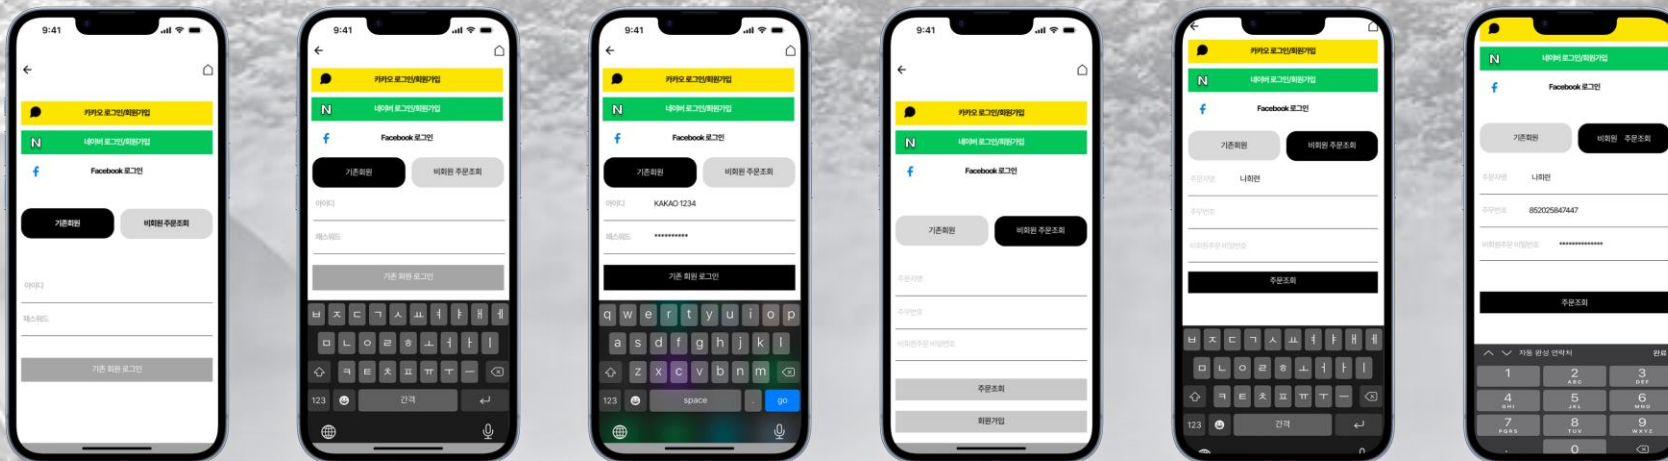 9:41
카카오 로그인/회원가입
N 네이버 로그인/회원가입
f Facebook 로그인
기존회원 비회원 주문조회
아이디
패스워드
기존 회원 로그인
9:41
카카오 로그인/회원가입
N 네이버 로그인/회원가입
f Facebook 로그인
기존회원 비회원 주문조회
아이디
패스워드
기존 회원 로그인
ㅂ ㅈ ㄷ ㄱ ㅅ ㅛ ㅕ ㅑ ㅐ ㅔ
ㅁ ㄴ ㅇ ㄹ ㅎ ㅗ ㅓ ㅏ ㅣ
ㅋ ㅌ ㅊ ㅍ ㅠ ㅜ ㅡ
123 간격
9:41
카카오 로그인/회원가입
N 네이버 로그인/회원가입
f Facebook 로그인
기존회원 비회원 주문조회
아이디 KAKAO 1234
패스워드 **********
기존 회원 로그인
q w e r t y u i o p
a s d f g h j k l
z x c v b n m
123 space . go
9:41
카카오 로그인/회원가입
N 네이버 로그인/회원가입
f Facebook 로그인
기존회원 비회원 주문조회
주문자명
비회원주문 비밀번호
주문조회
회원가입
카카오 로그인/회원가입
N 네이버 로그인/회원가입
f Facebook 로그인
기존회원 비회원 주문조회
주문자명 나회련
비회원주문 비밀번호
주문조회
ㅂ ㅈ ㄷ ㄱ ㅅ ㅛ ㅕ ㅑ ㅐ ㅔ
ㅁ ㄴ ㅇ ㄹ ㅎ ㅗ ㅓ ㅏ ㅣ
ㅋ ㅌ ㅊ ㅍ ㅠ ㅜ ㅡ
123 간격
N 네이버 로그인/회원가입
f Facebook 로그인
기존회원 비회원 주문조회
주문자명 나회련
852025847447
비회원주문 비밀번호 **************
주문조회
자동 완성 연락처 완료
1 2 ABC 3 DEF
4 GHI 5 JKL 6 MNO
7 PQRS 8 TUV 9 WXYZ
. 0